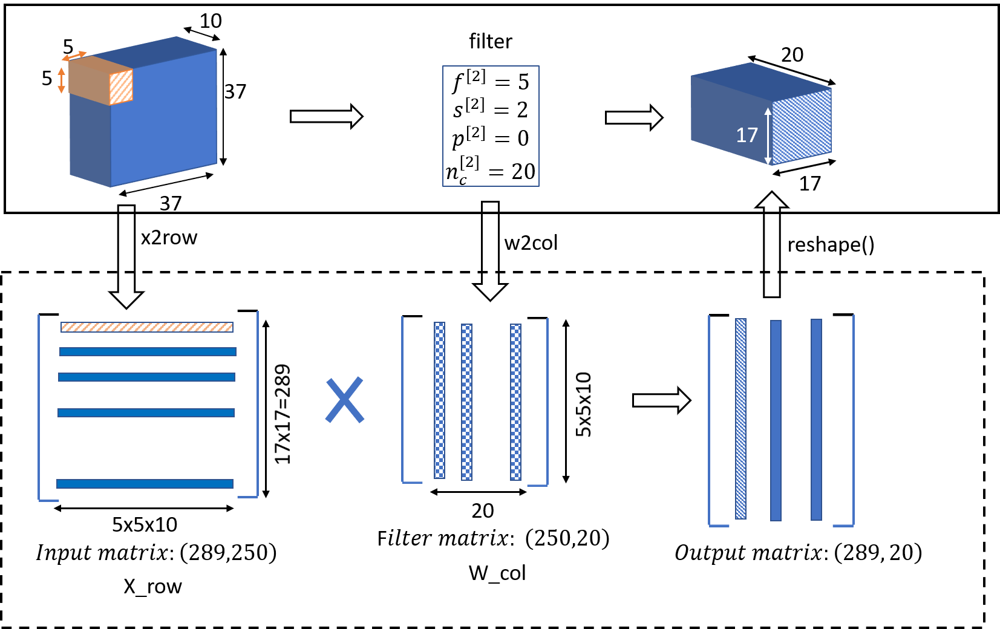 10
5
5
37
37
filter
f^[2] = 5
s^[2] = 2
p^[2] = 0
n_c^[2] = 20
20
17
17
x2row
w2col
reshape()
17x17=289
5x5x10
Input matrix: (289,250)
X_row
5x5x10
20
Filter matrix: (250,20)
W_col
Output matrix: (289, 20)